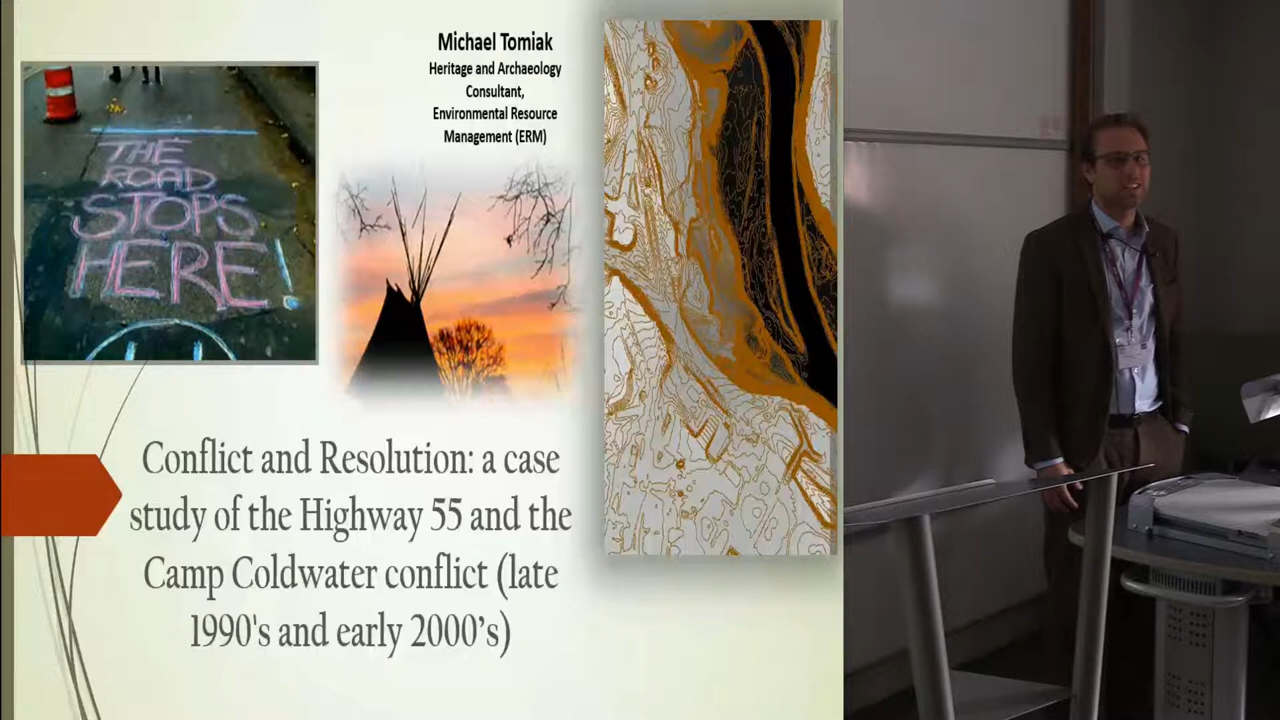 THE
ROAD
STOPS
HERE!
Michael Tomiak
Heritage and Archaeology
Consultant,
Environmental Resource
Management (ERM)
Conflict and Resolution: a case
study of the Highway 55 and the
Camp Coldwater conflict (late
1990's and early 2000’s)